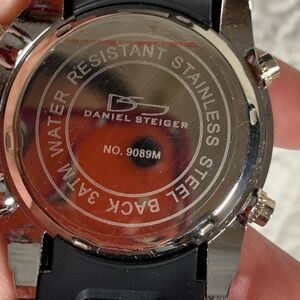 DANIEL STEIGER
NO. 9089M
WATER RESISTANT STAINLESS STEEL BACK 3ATM